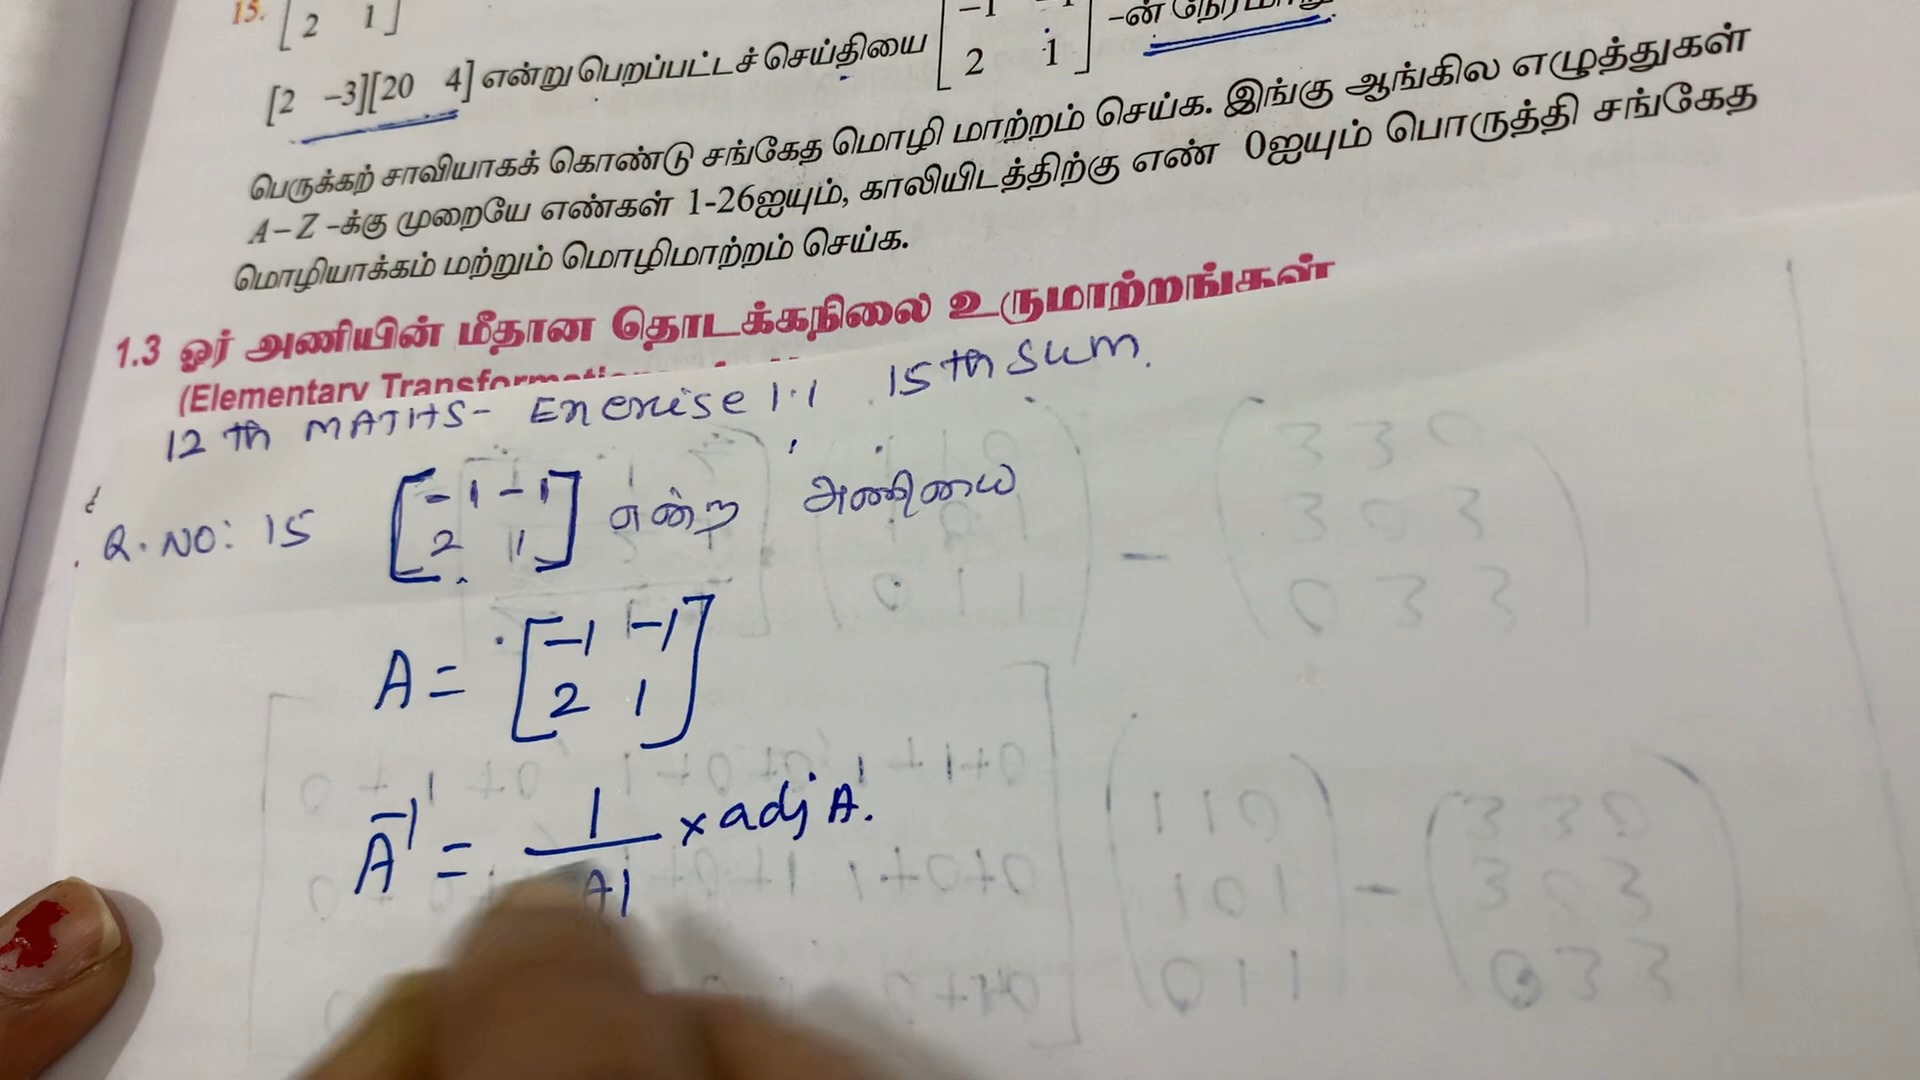 15. [2 1]
[2 -3][20 4] என்று பெறப்பட்டச் செய்தியை [-1 -1 2 1] -ன்
பெருக்கற் சாவியாகக் கொண்டு சங்கேத மொழி மாற்றம் செய்க. இங்கு ஆங்கில எழுத்துகள்
A–Z -க்கு முறையே எண்கள் 1-26ஐயும், காலியிடத்திற்கு எண் 0ஐயும் பொருத்தி சங்கேத
மொழியாக்கம் மற்றும் மொழிமாற்றம் செய்க.
1.3 ஓர் அணியின் மீதான தொடக்கநிலை உருமாற்றங்கள்
(Elementary
12 th MATHS- Exercise 1.1 15 th sum.
Q. NO: 15 [-1 -1 2 1] என்ற அணியை
A = [-1 -1 2 1]
A⁻¹ = 1/|A| × adj A.